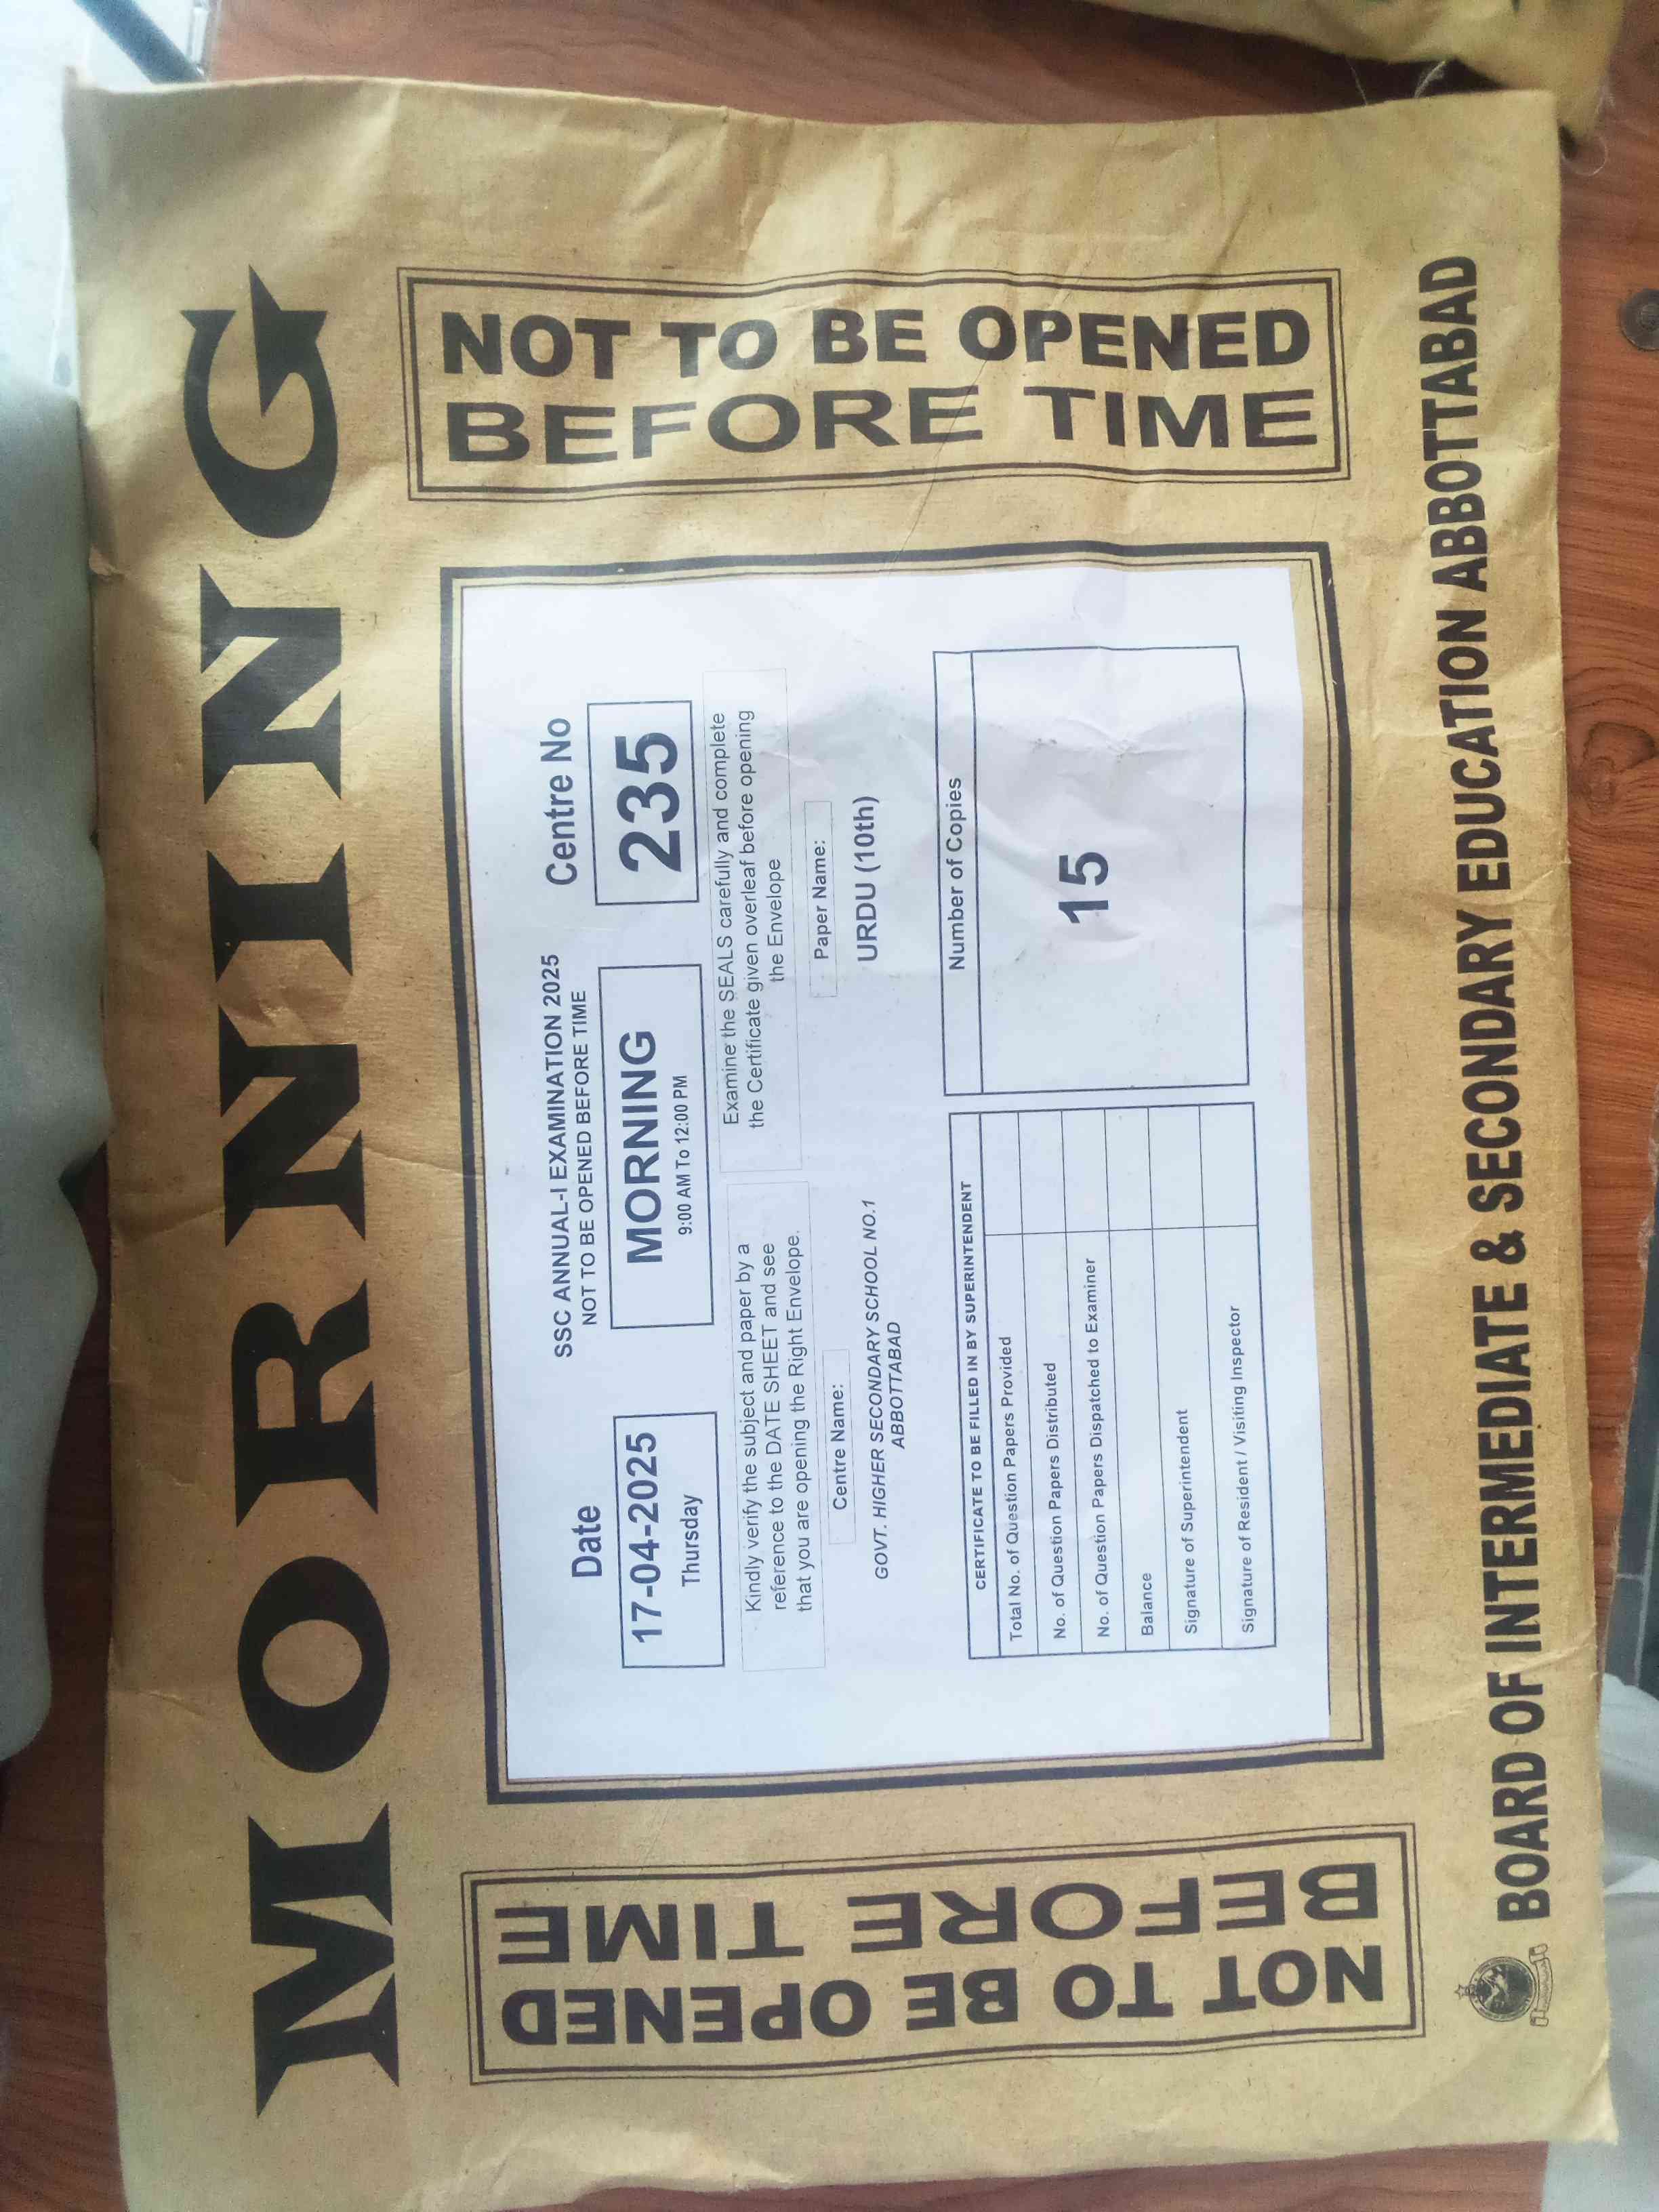 MORNING
NOT TO BE OPENED
BEFORE TIME
Date
17-04-2025
Thursday
SSC ANNUAL-I EXAMINATION 2025
NOT TO BE OPENED BEFORE TIME
MORNING
9:00 AM To 12:00 PM
Centre No
235
Kindly verify the subject and paper by a
reference to the DATE SHEET and see
that you are opening the Right Envelope.
Examine the SEALS carefully and complete
the Certificate given overleaf before opening
the Envelope
Centre Name:
GOVT. HIGHER SECONDARY SCHOOL NO.1
ABBOTTABAD
Paper Name:
URDU (10th)
CERTIFICATE TO BE FILLED IN BY SUPERINTENDENT
Total No. of Question Papers Provided
No. of Question Papers Distributed
No. of Question Papers Dispatched to Examiner
Balance
Signature of Superintendent
Signature of Resident / Visiting Inspector
Number of Copies
15
NOT TO BE OPENED
BEFORE TIME
BOARD OF INTERMEDIATE & SECONDARY EDUCATION ABBOTTABAD